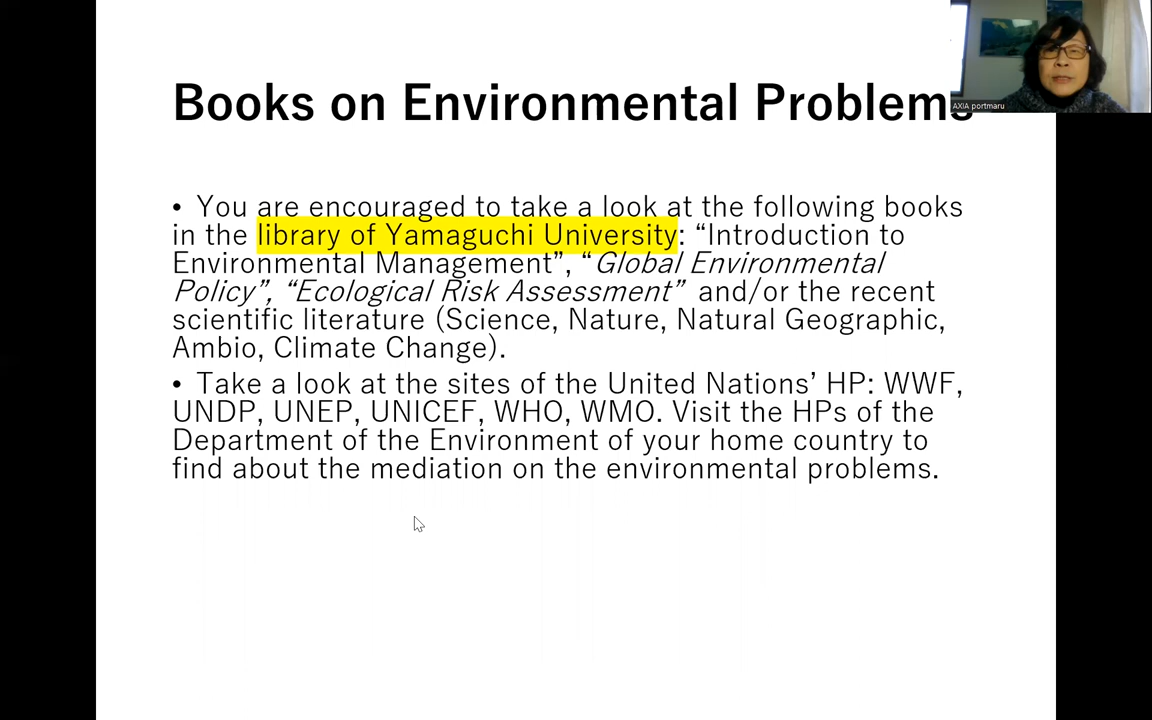 Books on Environmental Problems
• You are encouraged to take a look at the following books
in the library of Yamaguchi University: “Introduction to
Environmental Management”, “Global Environmental
Policy”, “Ecological Risk Assessment” and/or the recent
scientific literature (Science, Nature, Natural Geographic,
Ambio, Climate Change).
• Take a look at the sites of the United Nations’ HP: WWF,
UNDP, UNEP, UNICEF, WHO, WMO. Visit the HPs of the
Department of the Environment of your home country to
find about the mediation on the environmental problems.
AXIA portmaru